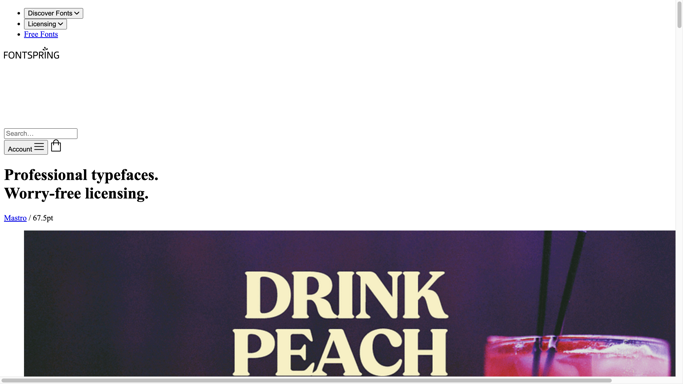 Discover Fonts
Licensing
Free Fonts
FONTSPRING
Search...
Account
Professional typefaces.
Worry-free licensing.
Mastro / 67.5pt
DRINK
PEACH